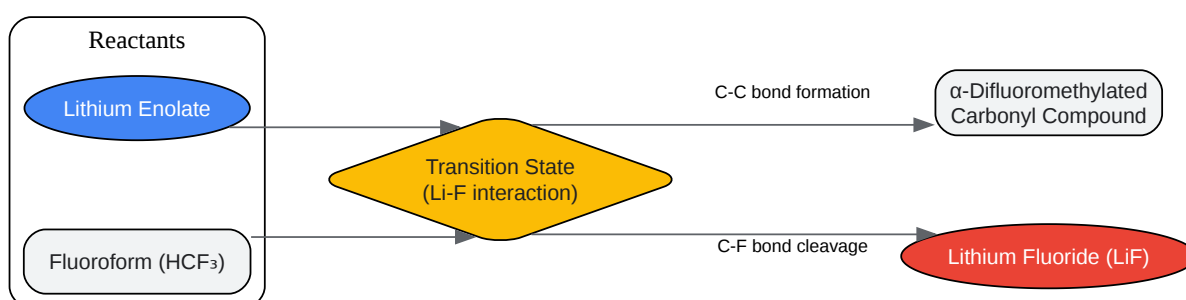 Reactants
Lithium Enolate
Fluoroform (HCF₃)
Transition State
(Li-F interaction)
C-C bond formation
C-F bond cleavage
α-Difluoromethylated
Carbonyl Compound
Lithium Fluoride (LiF)